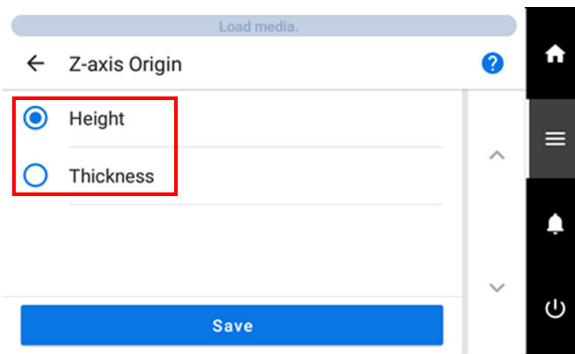 Load media.
Z-axis Origin
?
Height
Thickness
Save